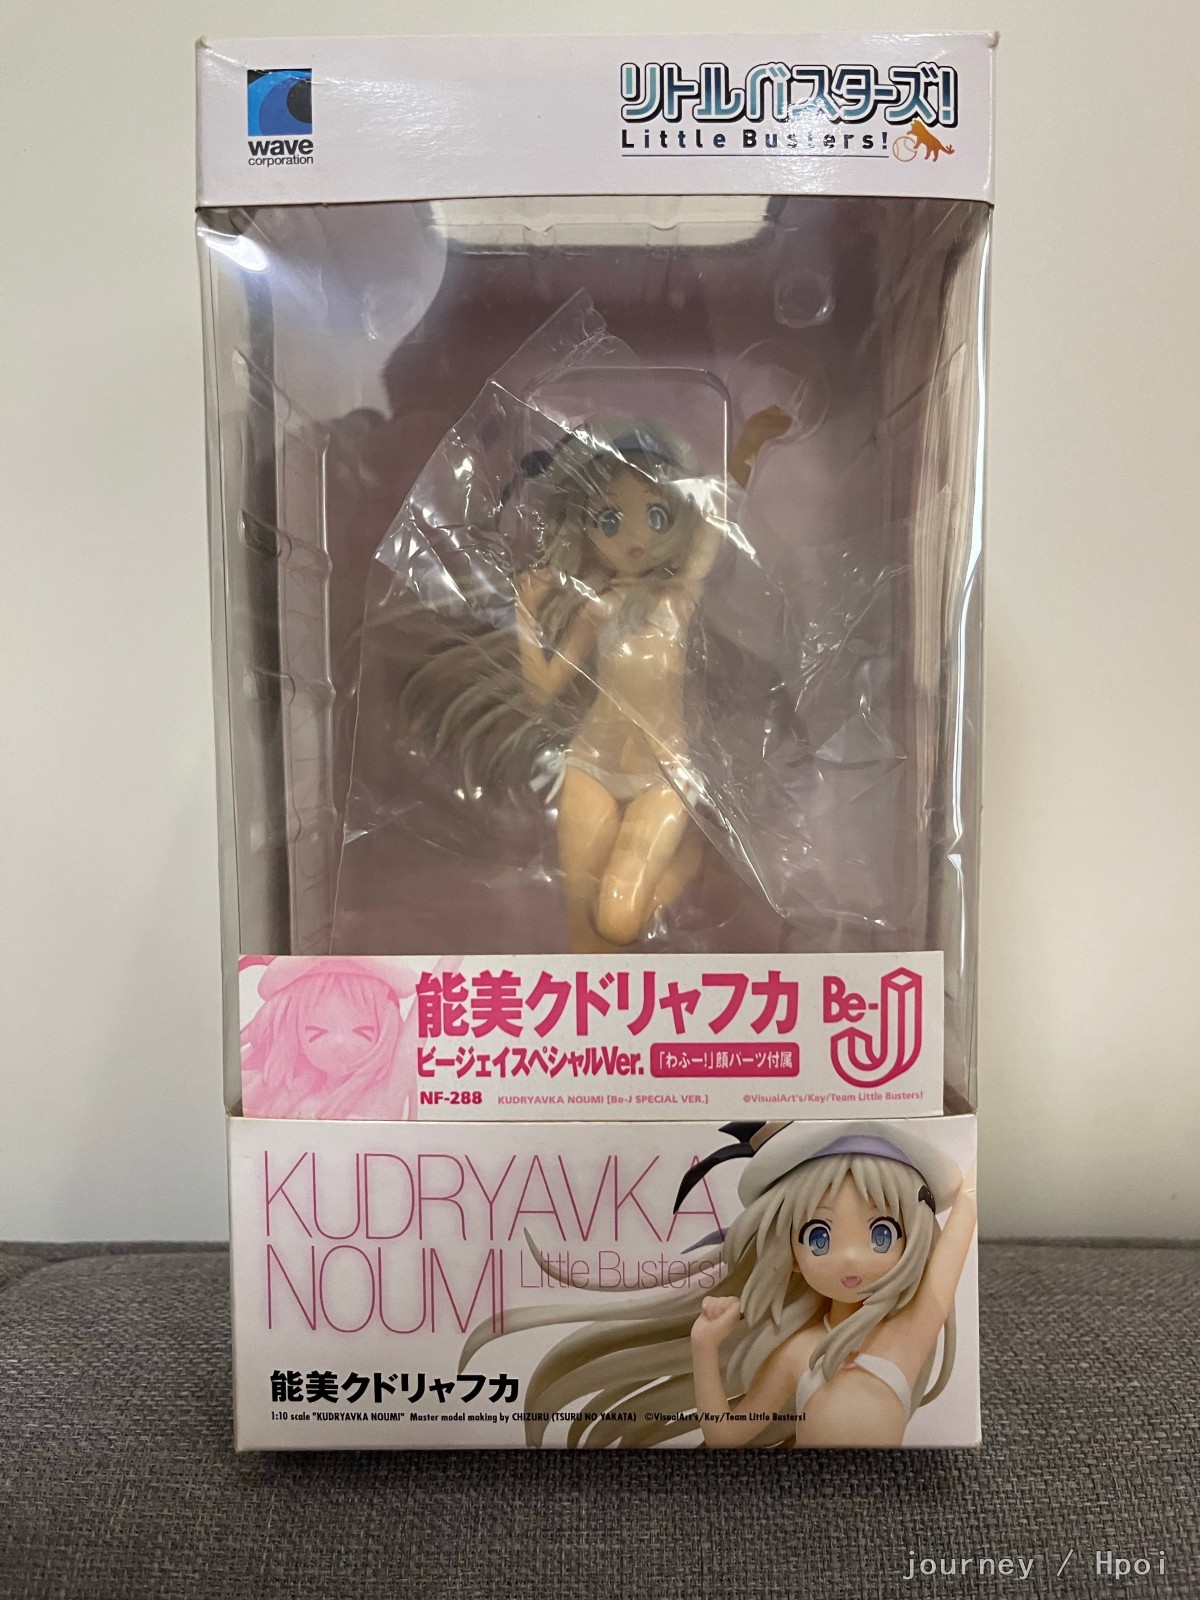 wave
corporation
リトルバスターズ!
Little Busters!
能美クドリャフカ
ビージェイスペシャルVer.
「わふー!」顔パーツ付属
Be-J
NF-288
KUDRYAVKA NOUMI [Be-J SPECIAL VER.]
©VisualArt's/Key/Team Little Busters!
KUDRYAVKA
NOUMI
Little Busters!
能美クドリャフカ
1:10 scale "KUDRYAVKA NOUMI" Master model making by CHIZURU (TSURU NO YAKATA) ©VisualArt's/Key/Team Little Busters!
journey / Hpoi